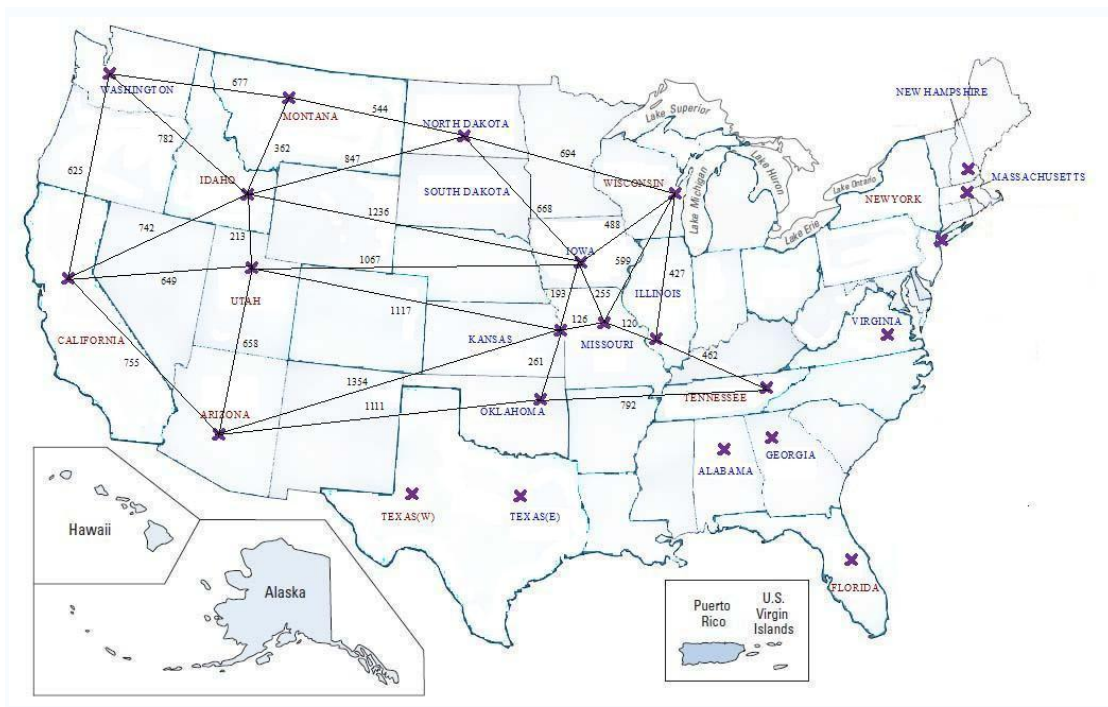 NEW HAMPSHIRE
Lake Superior
677
WASHINGTON
544
MONTANA
NORTH DAKOTA
782
362
847
694
Lake Huron
625
IDAHO
WISCONSIN
Lake Michigan
Lake Ontario
MASSACHUSETTS
NEWYORK
SOUTH DAKOTA
1236
668
488
Lake Erie
742
213
1067
IOWA
599
427
649
UTAH
193
255
ILLINOIS
1117
126
120
VIRGINIA
CALIFORNIA
658
KANSAS
MISSOURI
755
261
462
1354
1111
ARIZONA
OKLAHOMA
792
TENNESSEE
GEORGIA
ALABAMA
TEXAS(W)
TEXAS(E)
Hawaii
Alaska
FLORIDA
Puerto
Rico
U.S.
Virgin
Islands